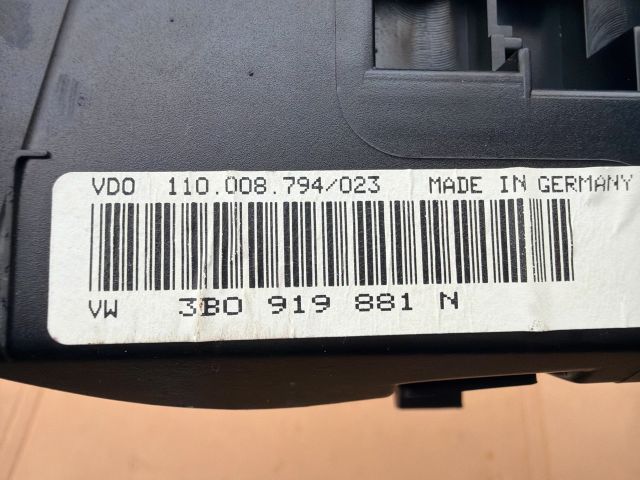 VDO 110.008.794/023 MADE IN GERMANY
VW 3B0 919 881 N